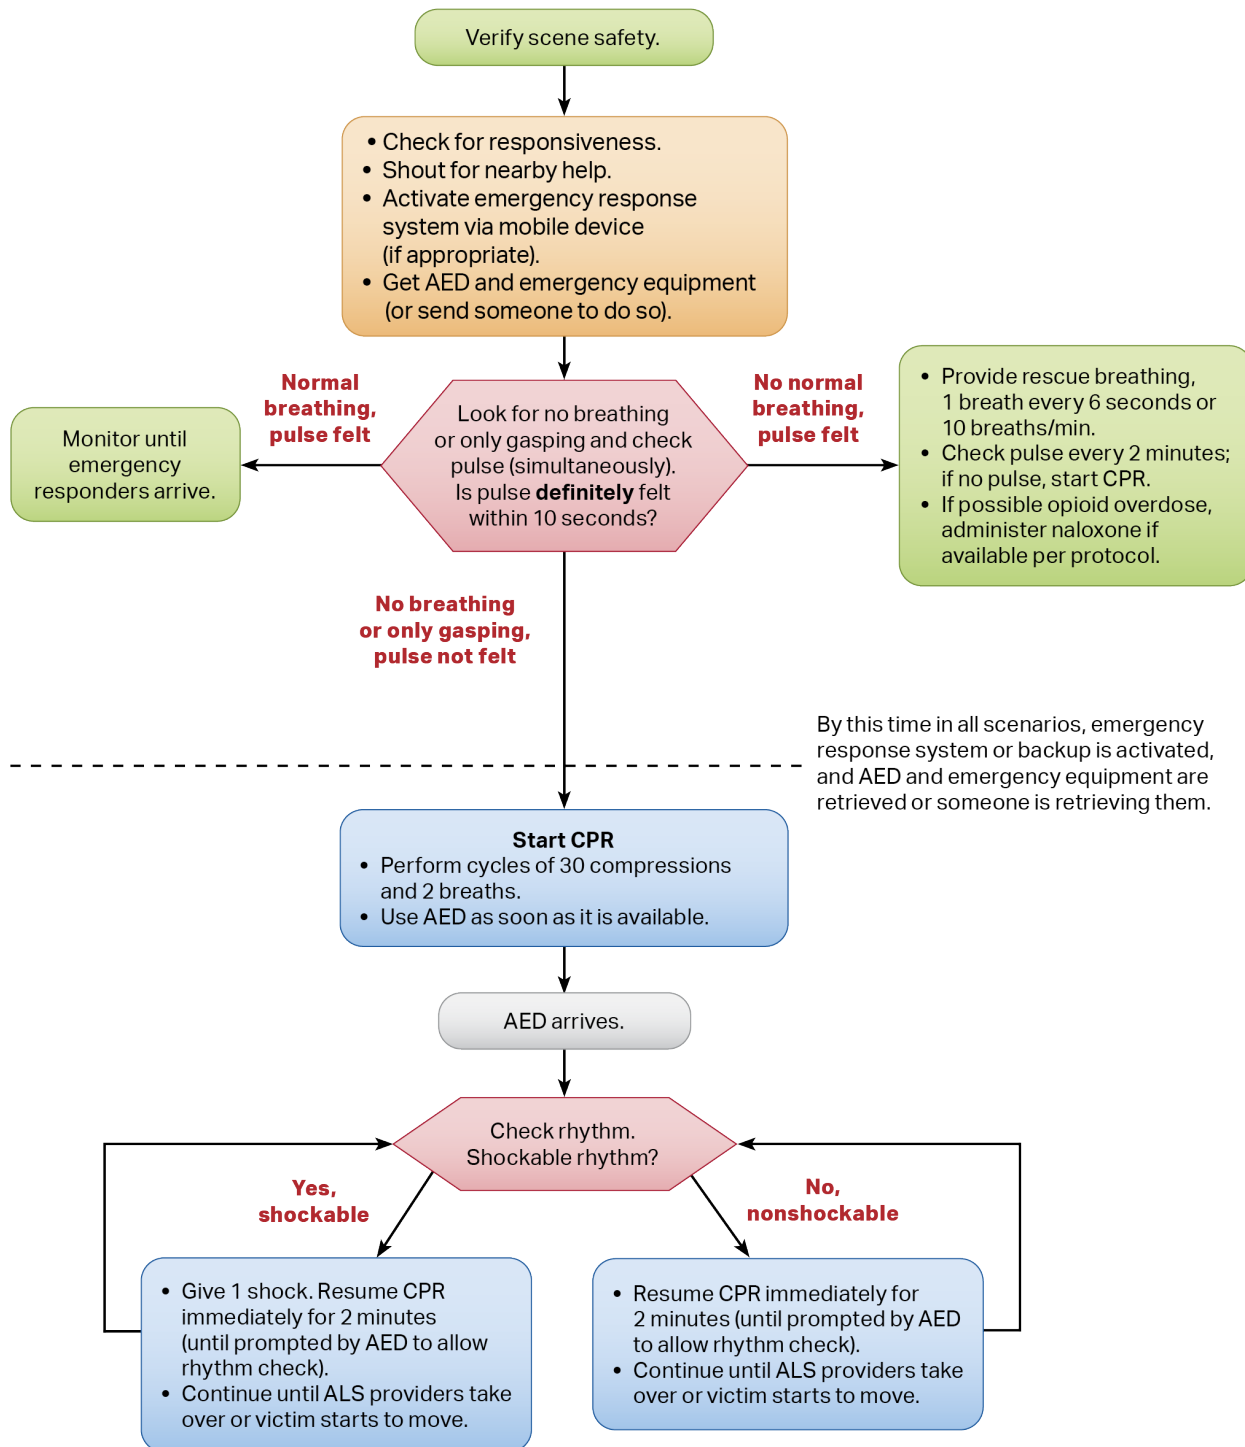 Verify scene safety.
• Check for responsiveness.
• Shout for nearby help.
• Activate emergency response
system via mobile device
(if appropriate).
• Get AED and emergency equipment
(or send someone to do so).
Normal
breathing,
pulse felt
No normal
breathing,
pulse felt
Look for no breathing
or only gasping and check
pulse (simultaneously).
Is pulse definitely felt
within 10 seconds?
Monitor until
emergency
responders arrive.
• Provide rescue breathing,
1 breath every 6 seconds or
10 breaths/min.
• Check pulse every 2 minutes;
if no pulse, start CPR.
• If possible opioid overdose,
administer naloxone if
available per protocol.
No breathing
or only gasping,
pulse not felt
By this time in all scenarios, emergency
response system or backup is activated,
and AED and emergency equipment are
retrieved or someone is retrieving them.
Start CPR
• Perform cycles of 30 compressions
and 2 breaths.
• Use AED as soon as it is available.
AED arrives.
Check rhythm.
Shockable rhythm?
Yes,
shockable
No,
nonshockable
• Give 1 shock. Resume CPR
immediately for 2 minutes
(until prompted by AED to allow
rhythm check).
• Continue until ALS providers take
over or victim starts to move.
• Resume CPR immediately for
2 minutes (until prompted by AED
to allow rhythm check).
• Continue until ALS providers take
over or victim starts to move.